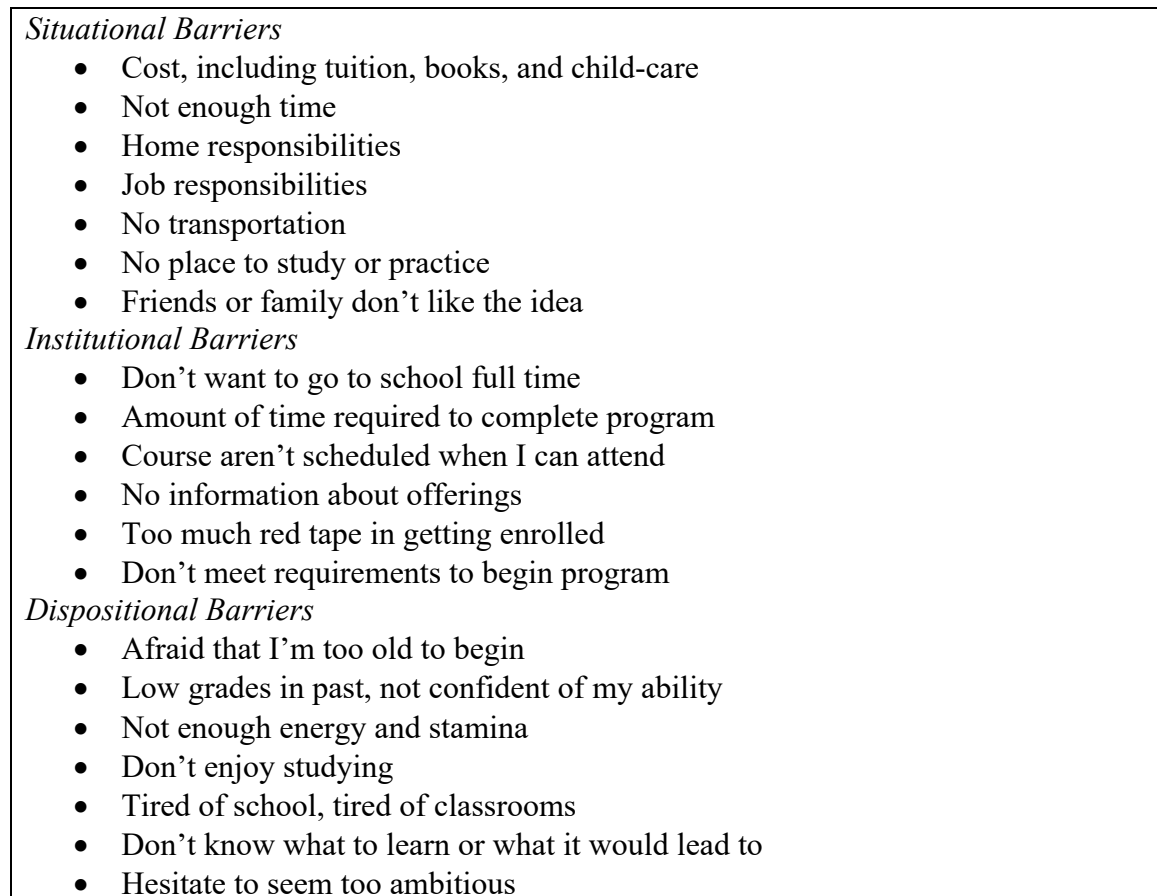 Situational Barriers
• Cost, including tuition, books, and child-care
• Not enough time
• Home responsibilities
• Job responsibilities
• No transportation
• No place to study or practice
• Friends or family don’t like the idea
Institutional Barriers
• Don’t want to go to school full time
• Amount of time required to complete program
• Course aren’t scheduled when I can attend
• No information about offerings
• Too much red tape in getting enrolled
• Don’t meet requirements to begin program
Dispositional Barriers
• Afraid that I’m too old to begin
• Low grades in past, not confident of my ability
• Not enough energy and stamina
• Don’t enjoy studying
• Tired of school, tired of classrooms
• Don’t know what to learn or what it would lead to
• Hesitate to seem too ambitious